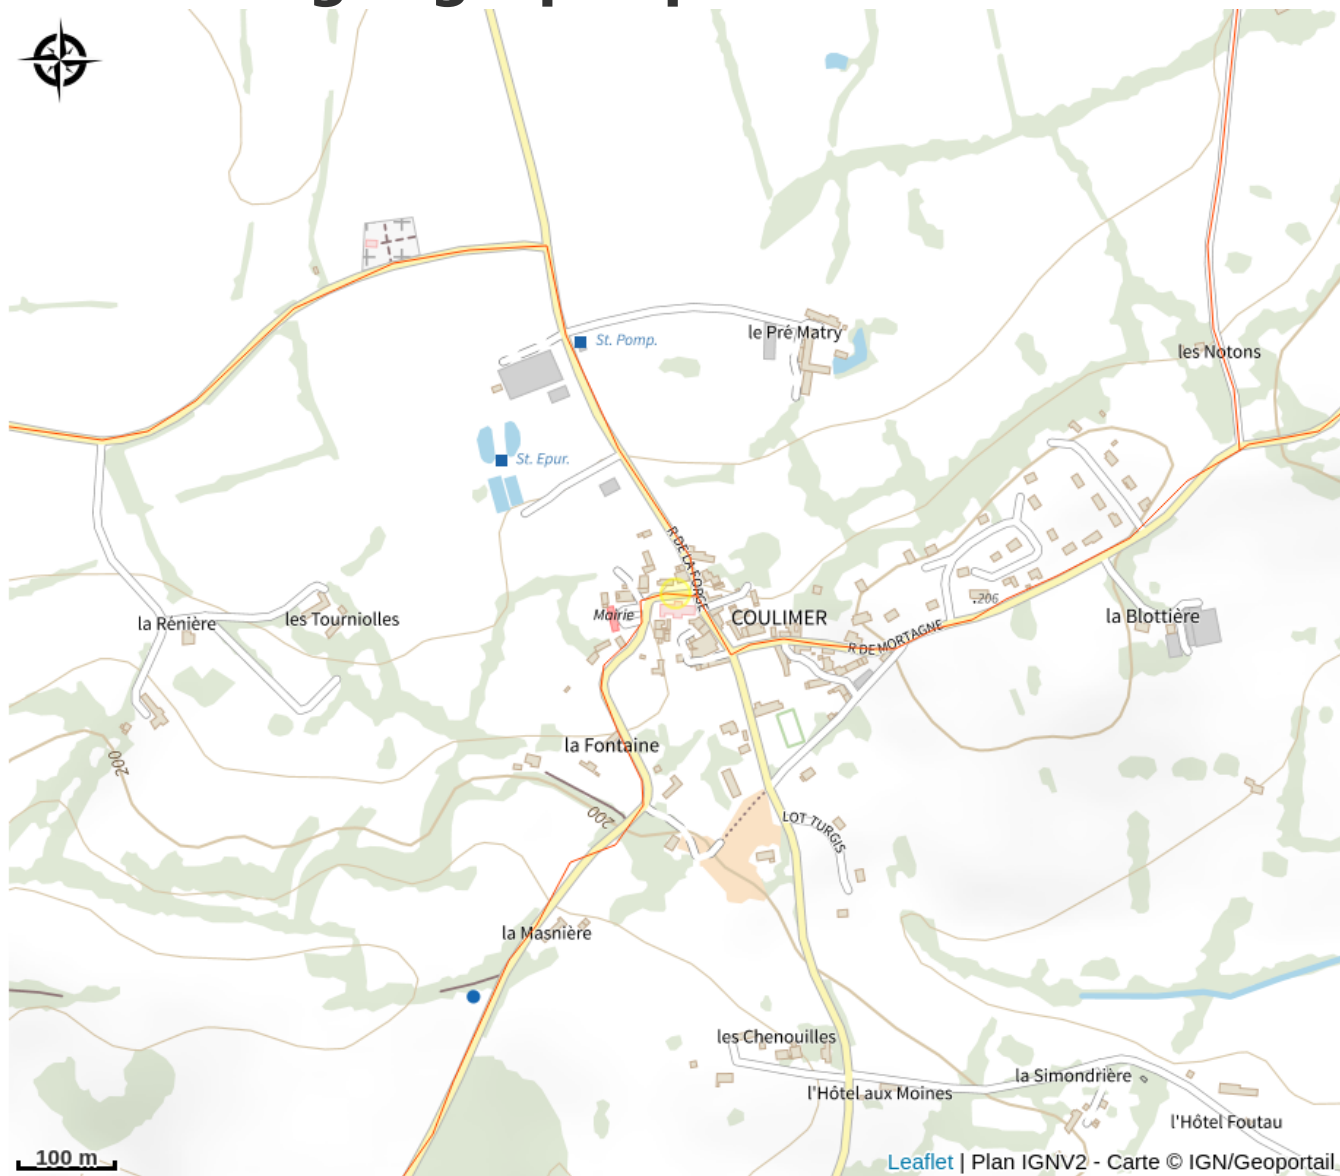 St. Pomp.
le Pré Matry
les Notons
St. Epur.
R DE LA FORGE
206
la Rénière
les Tourniolles
Mairie
COULIMER
la Blottière
R DE MORTAGNE
la Fontaine
200
200
LOT TURGIS
la Masnière
les Chenouilles
la Simondrière
l'Hôtel aux Moines
l'Hôtel Foutau
100 m
Leaflet | Plan IGNV2 - Carte © IGN/Geoportail